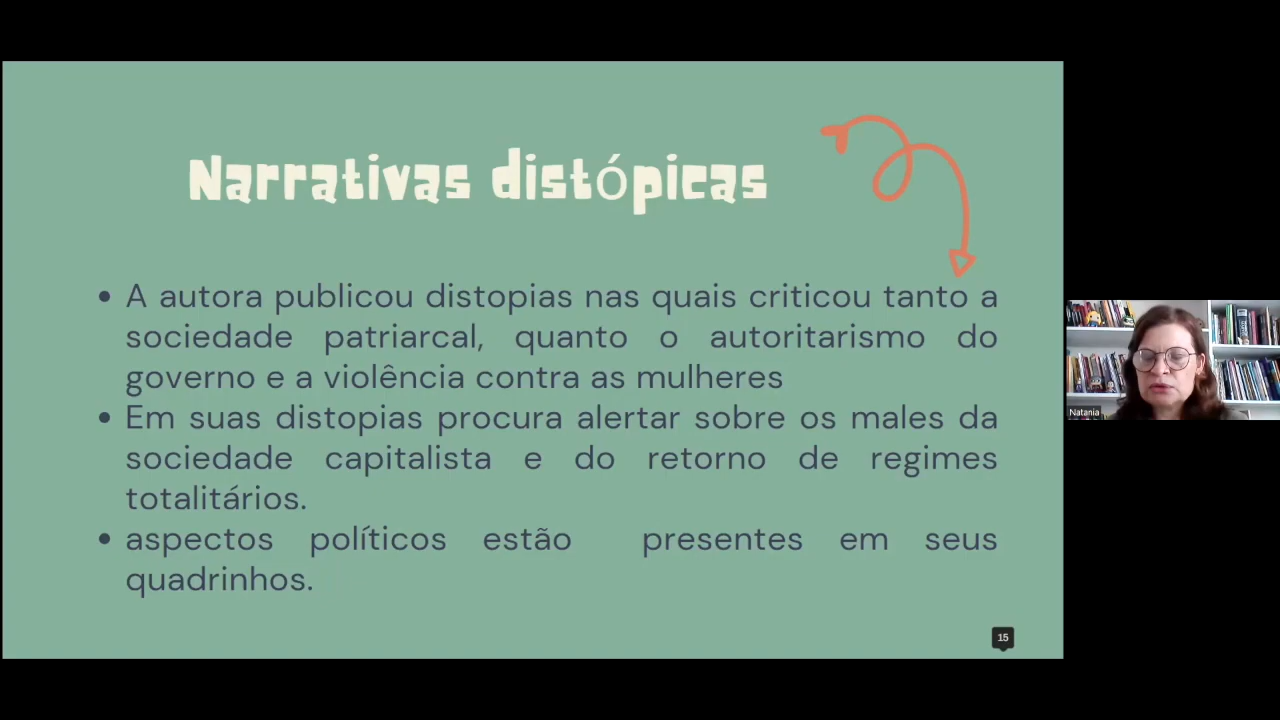 Narrativas distópicas
• A autora publicou distopias nas quais criticou tanto a
sociedade patriarcal, quanto o autoritarismo do
governo e a violência contra as mulheres
• Em suas distopias procura alertar sobre os males da
sociedade capitalista e do retorno de regimes
totalitários.
• aspectos políticos estão presentes em seus
quadrinhos.
15
Natania